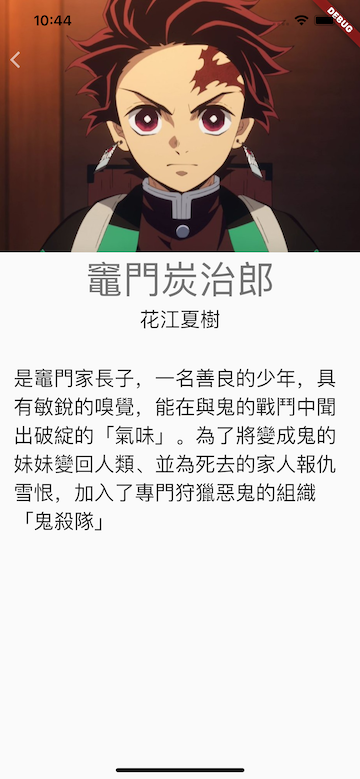 10:44
DEBUG
竈門炭治郎
花江夏樹
是竈門家長子，一名善良的少年，具
有敏銳的嗅覺，能在與鬼的戰鬥中聞
出破綻的「氣味」。為了將變成鬼的
妹妹變回人類、並為死去的家人報仇
雪恨，加入了專門狩獵惡鬼的組織
「鬼殺隊」